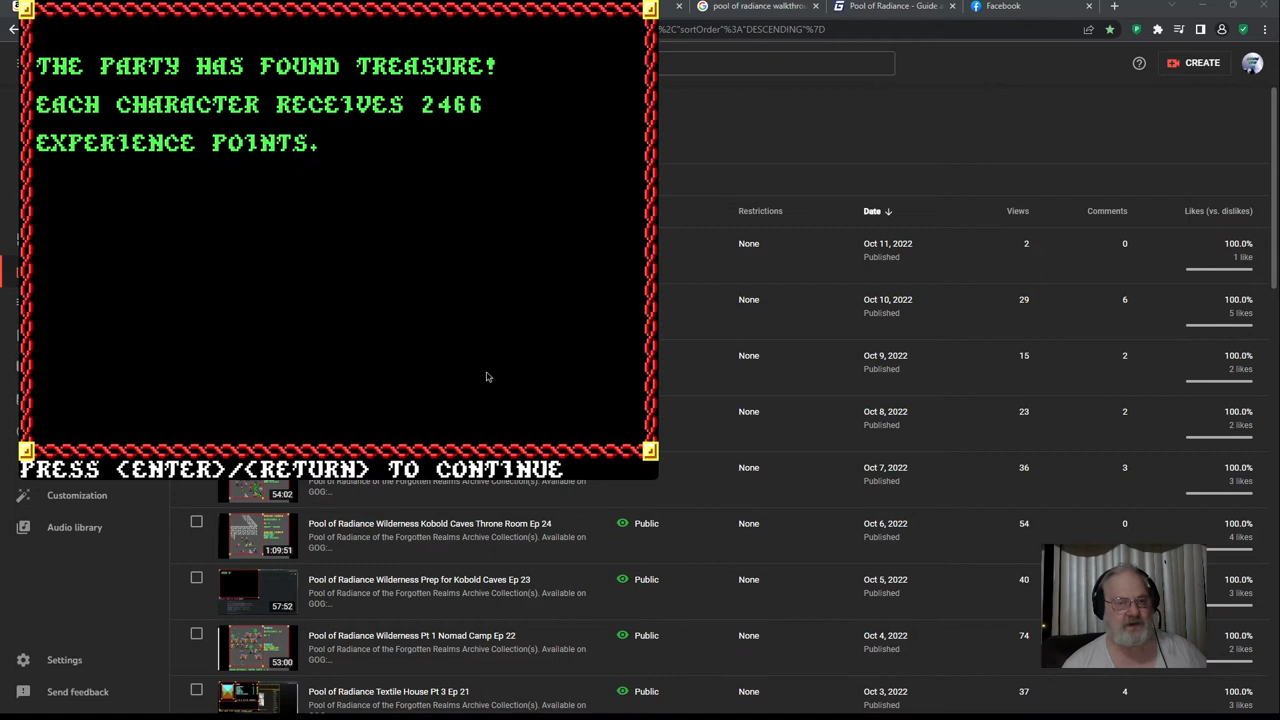 pool of radiance walkthrou
Pool of Radiance - Guide a
Facebook
%2C"sortOrder"%3A"DESCENDING"%7D
CREATE
THE PARTY HAS FOUND TREASURE!
EACH CHARACTER RECEIVES 2466
EXPERIENCE POINTS.
PRESS <ENTER>/<RETURN> TO CONTINUE
Restrictions Date Views Comments Likes (vs. dislikes)
None Oct 11, 2022 2 0 100.0%
Published 1 like
None Oct 10, 2022 29 6 100.0%
Published 5 likes
None Oct 9, 2022 15 2 100.0%
Published 2 likes
None Oct 8, 2022 23 2 100.0%
Published 2 likes
None Oct 7, 2022 36 3 100.0%
Published 3 likes
54:02
Pool of Radiance of the Forgotten Realms Archive Collection(s). Available on
GOG:...
Customization
Audio library
Pool of Radiance Wilderness Kobold Caves Throne Room Ep 24 Public None Oct 6, 2022 54 0 100.0%
Pool of Radiance of the Forgotten Realms Archive Collection(s). Available on Published 4 likes
GOG:...
1:09:51
Pool of Radiance Wilderness Prep for Kobold Caves Ep 23 Public None Oct 5, 2022 40 100.0%
Pool of Radiance of the Forgotten Realms Archive Collection(s). Available on Published 3 likes
GOG:...
57:52
Pool of Radiance Wilderness Pt 1 Nomad Camp Ep 22 Public None Oct 4, 2022 74 100.0%
Pool of Radiance of the Forgotten Realms Archive Collection(s). Available on Published 2 likes
GOG:...
53:00
Settings
Send feedback
Pool of Radiance Textile House Pt 3 Ep 21 Public None Oct 3, 2022 37 4 100.0%
Pool of Radiance of the Forgotten Realms Archive Collection(s). Available on Published 3 likes